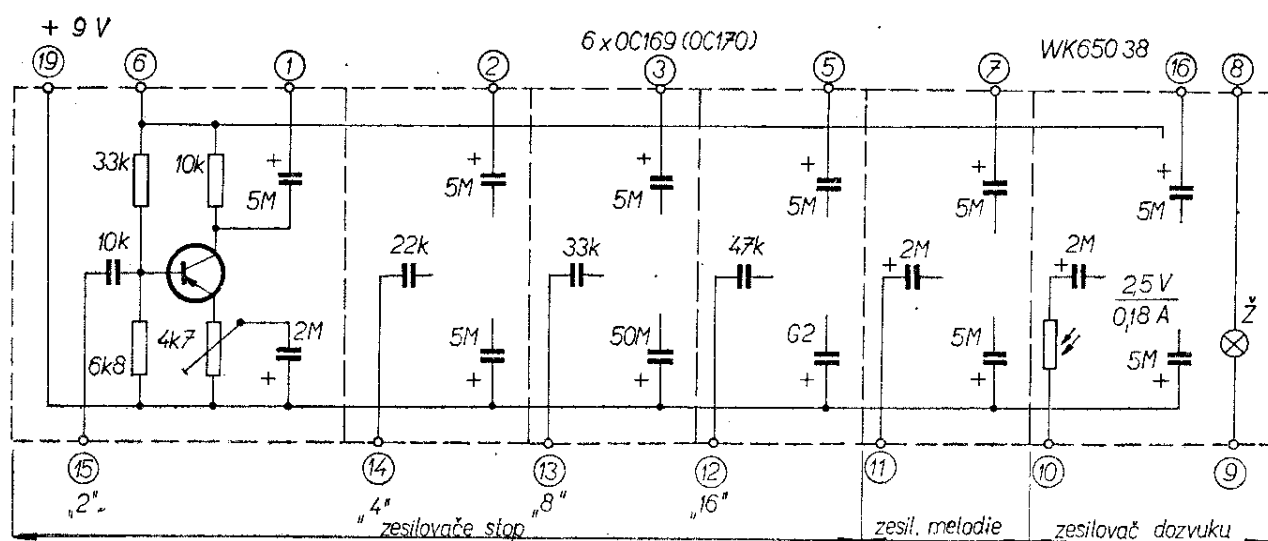 + 9 V
6 x OC169 (OC170)
WK650 38
19 6 1 2 3 5 7 16 8
33k 10k + 5M + 5M + 5M + 5M + 5M + 5M
10k 22k 33k 47k + 2M + 2M
2,5 V
0,18 A
Ž
6k8 4k7 2M + 5M + 50M + G2 + 5M + 5M +
15 14 13 12 11 10 9
„2" „4" „8" „16"
zesilovače stop zesil. melodie zesilovač dozvuku